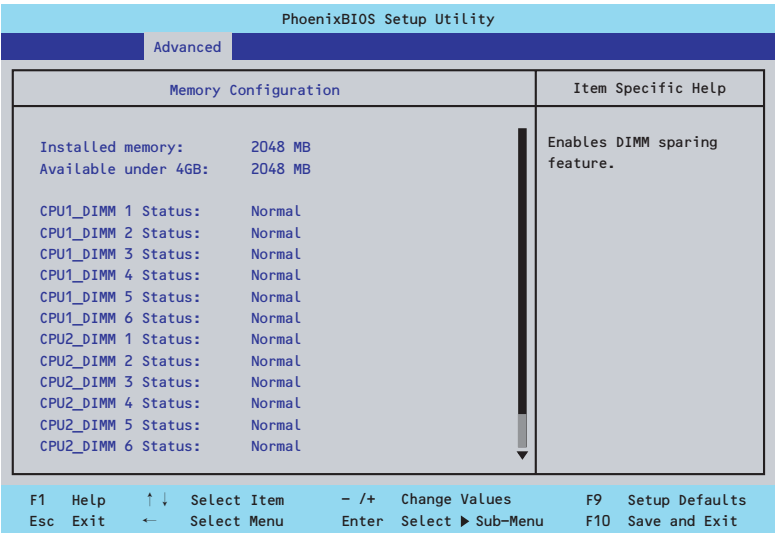 PhoenixBIOS Setup Utility
Advanced
Memory Configuration
Item Specific Help
Installed memory: 2048 MB
Available under 4GB: 2048 MB
CPU1_DIMM 1 Status: Normal
CPU1_DIMM 2 Status: Normal
CPU1_DIMM 3 Status: Normal
CPU1_DIMM 4 Status: Normal
CPU1_DIMM 5 Status: Normal
CPU1_DIMM 6 Status: Normal
CPU2_DIMM 1 Status: Normal
CPU2_DIMM 2 Status: Normal
CPU2_DIMM 3 Status: Normal
CPU2_DIMM 4 Status: Normal
CPU2_DIMM 5 Status: Normal
CPU2_DIMM 6 Status: Normal
Enables DIMM sparing
feature.
F1 Help ↑↓ Select Item – /+ Change Values F9 Setup Defaults
Esc Exit ← Select Menu Enter Select ▶ Sub–Menu F10 Save and Exit